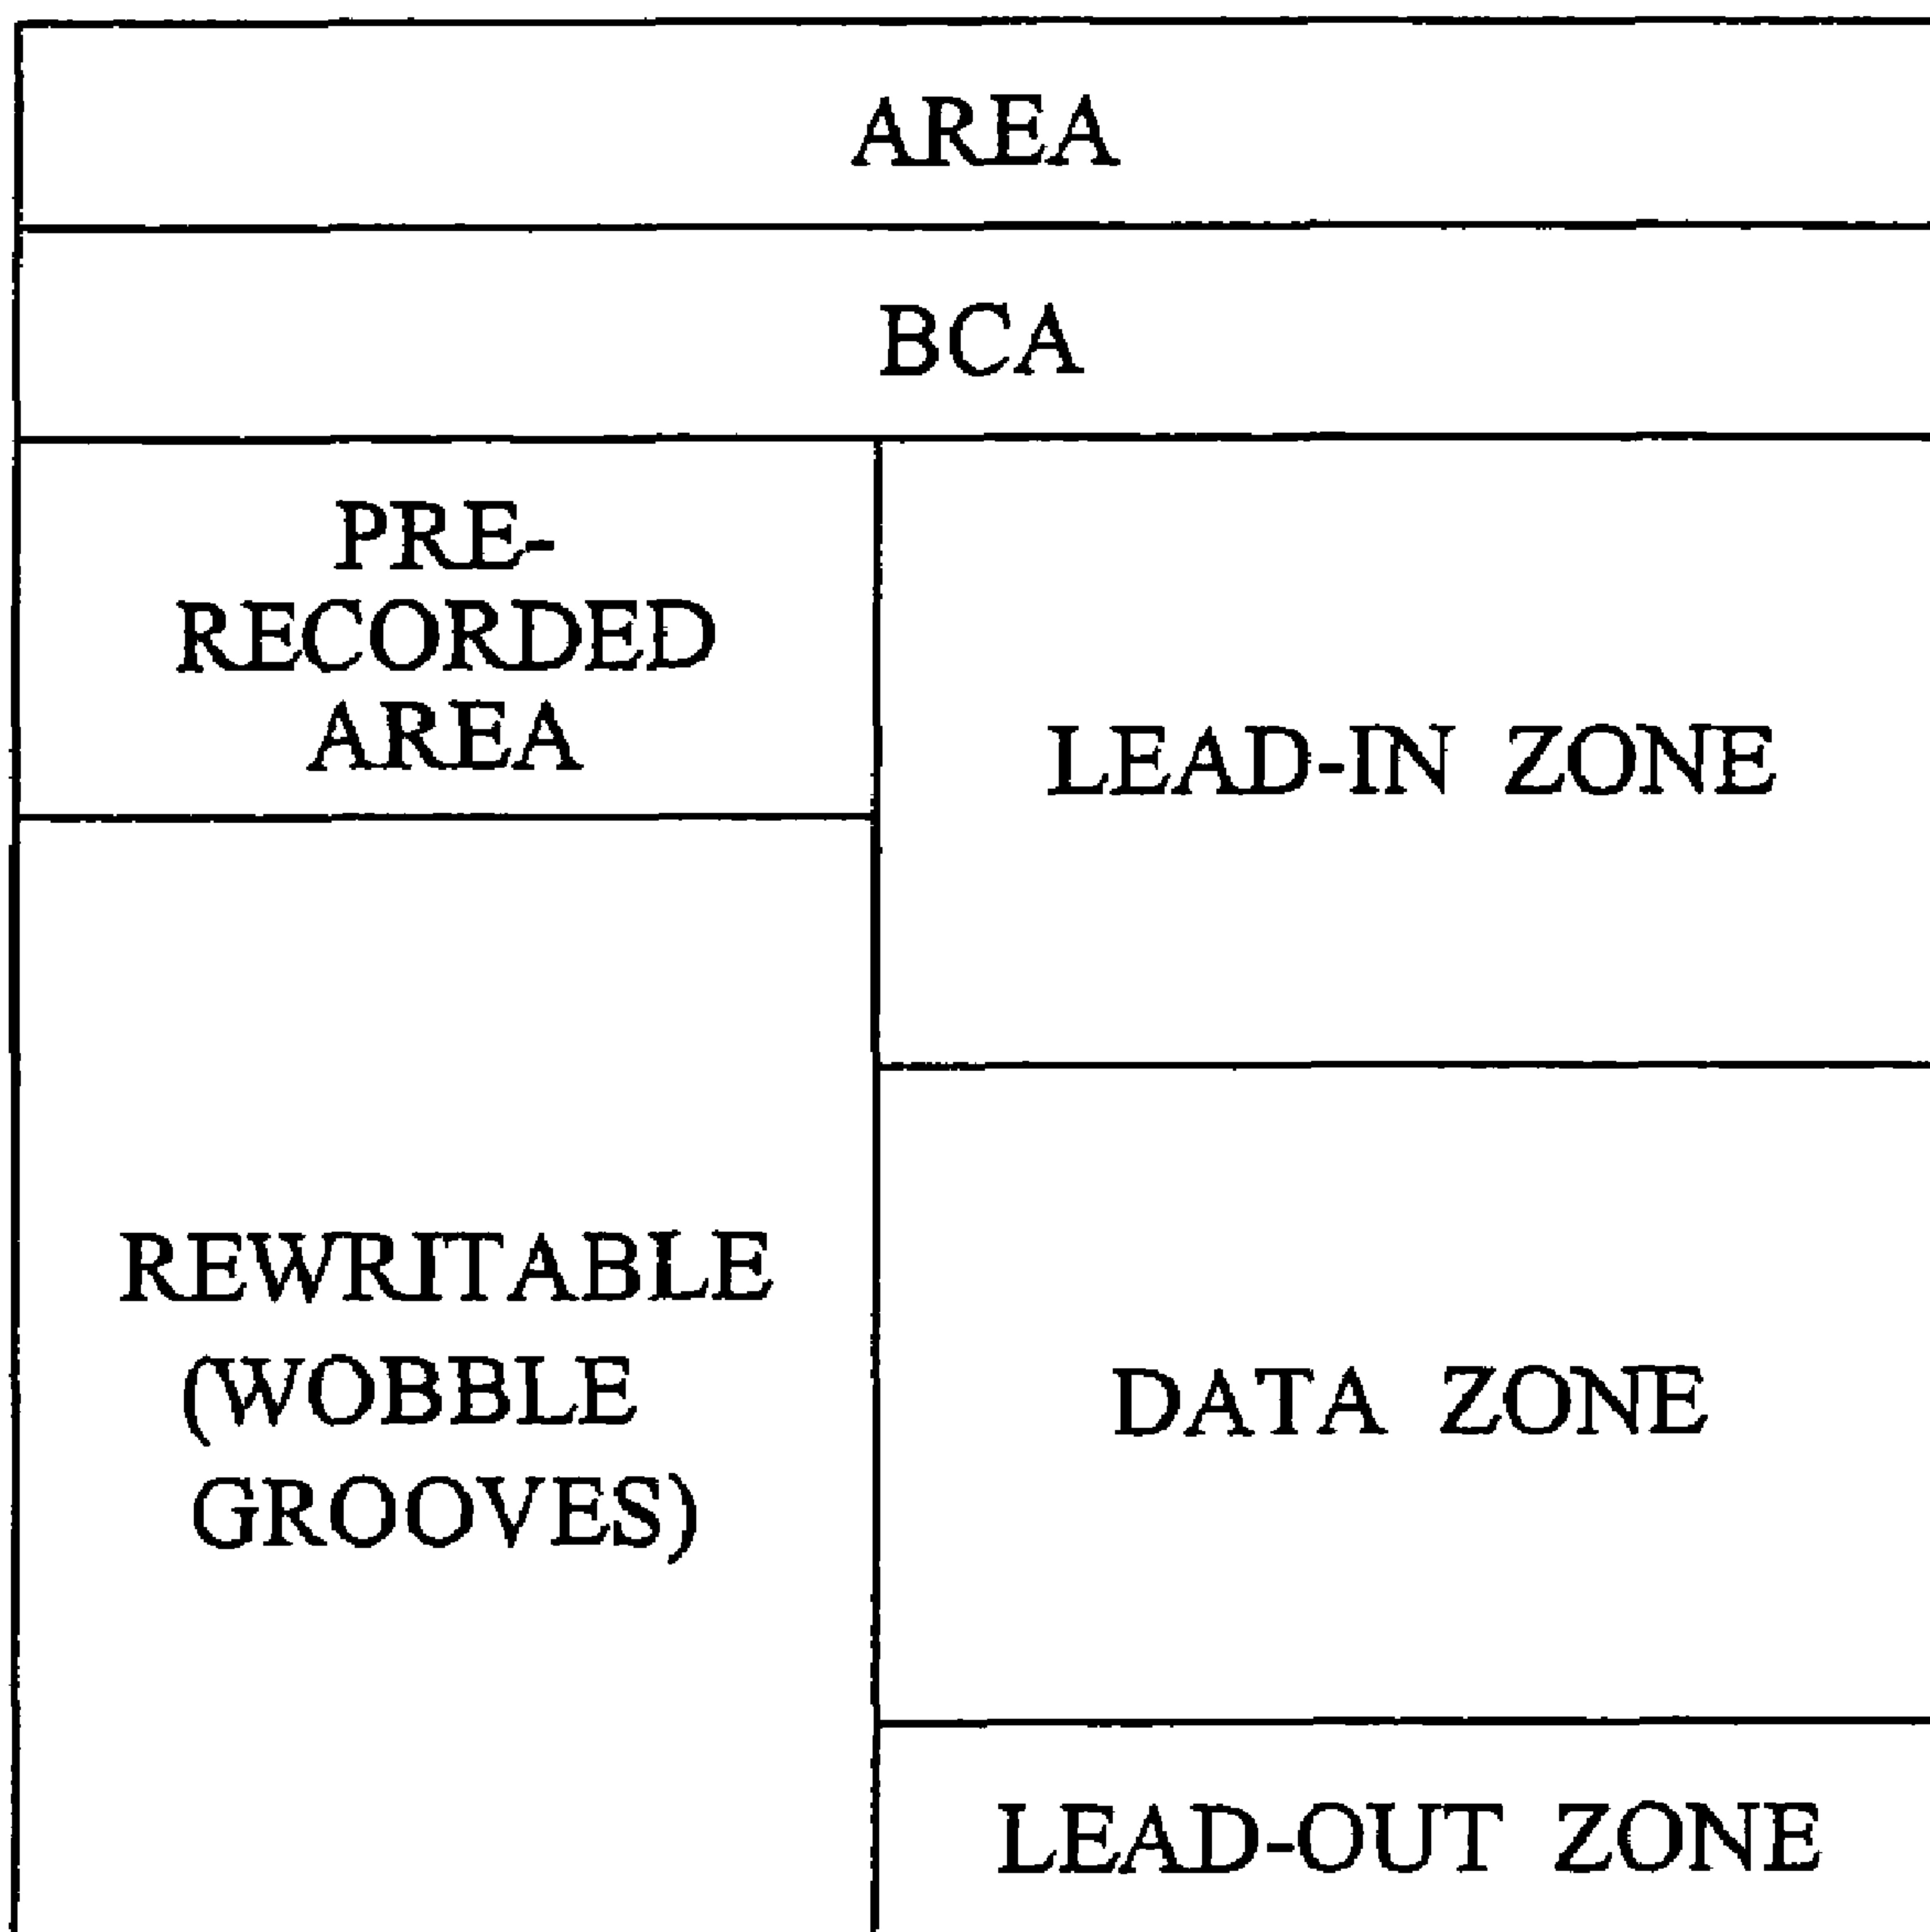 AREA
BCA
PRE-
RECORDED
AREA
LEAD-IN ZONE
REWRITABLE
(WOBBLE
GROOVES)
DATA ZONE
LEAD-OUT ZONE